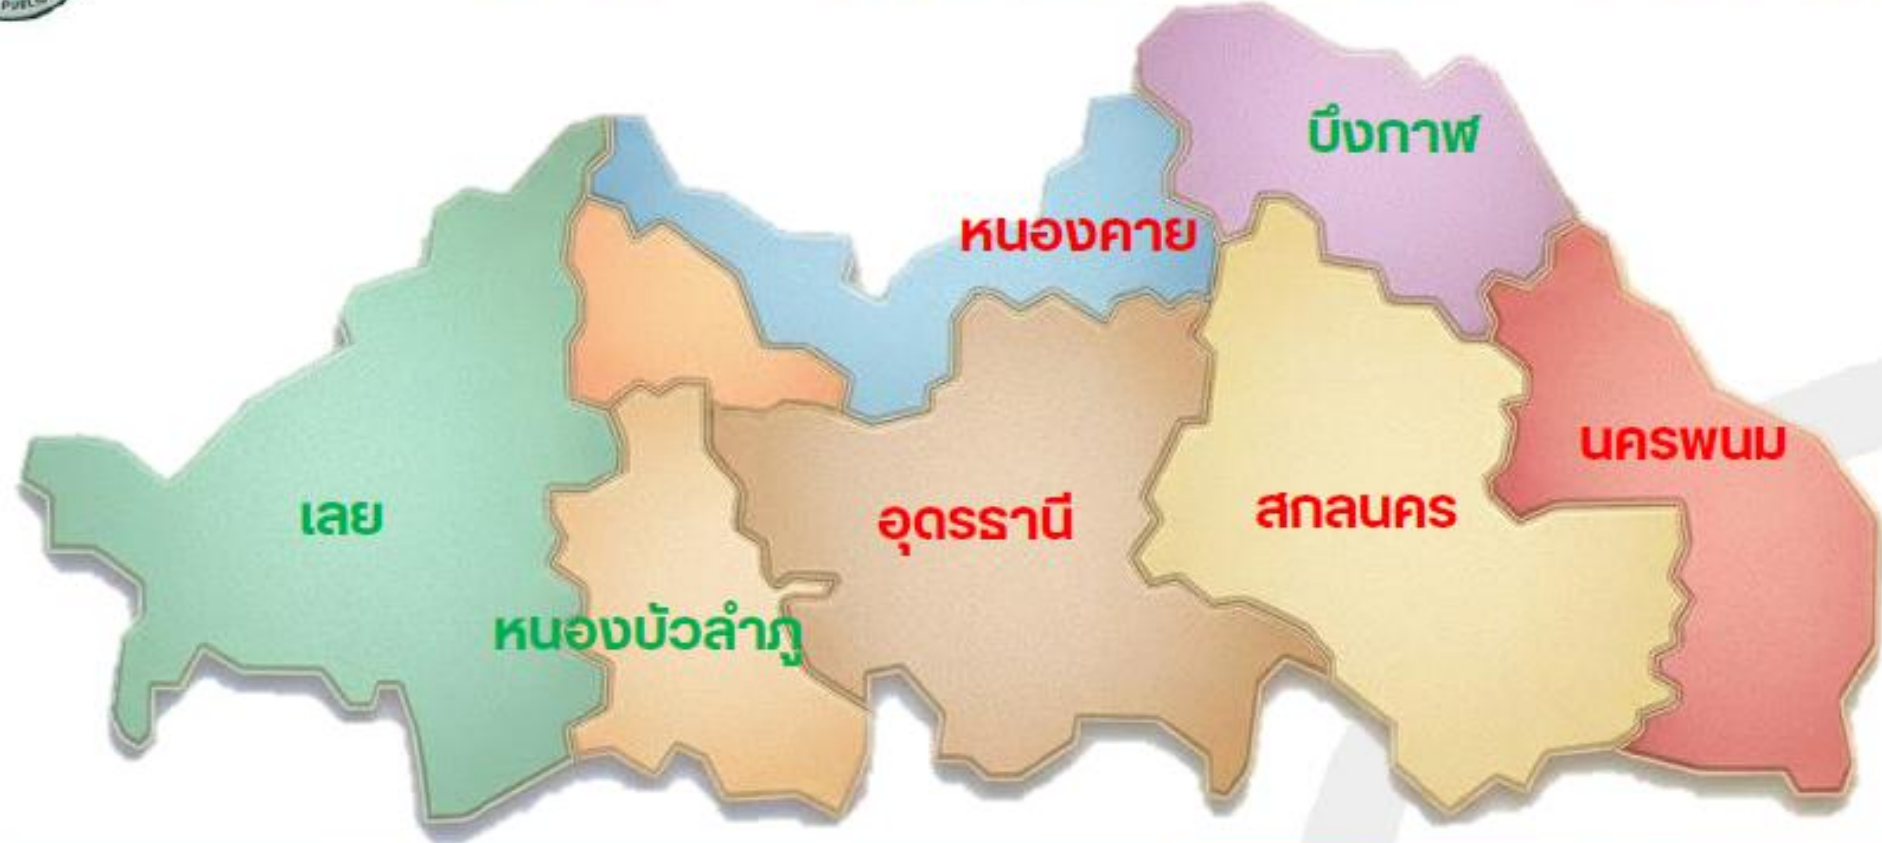 PUBLIC
บึงกาฬ
หนองคาย
นครพนม
เลย
อุดรธานี
สกลนคร
หนองบัวลำภู